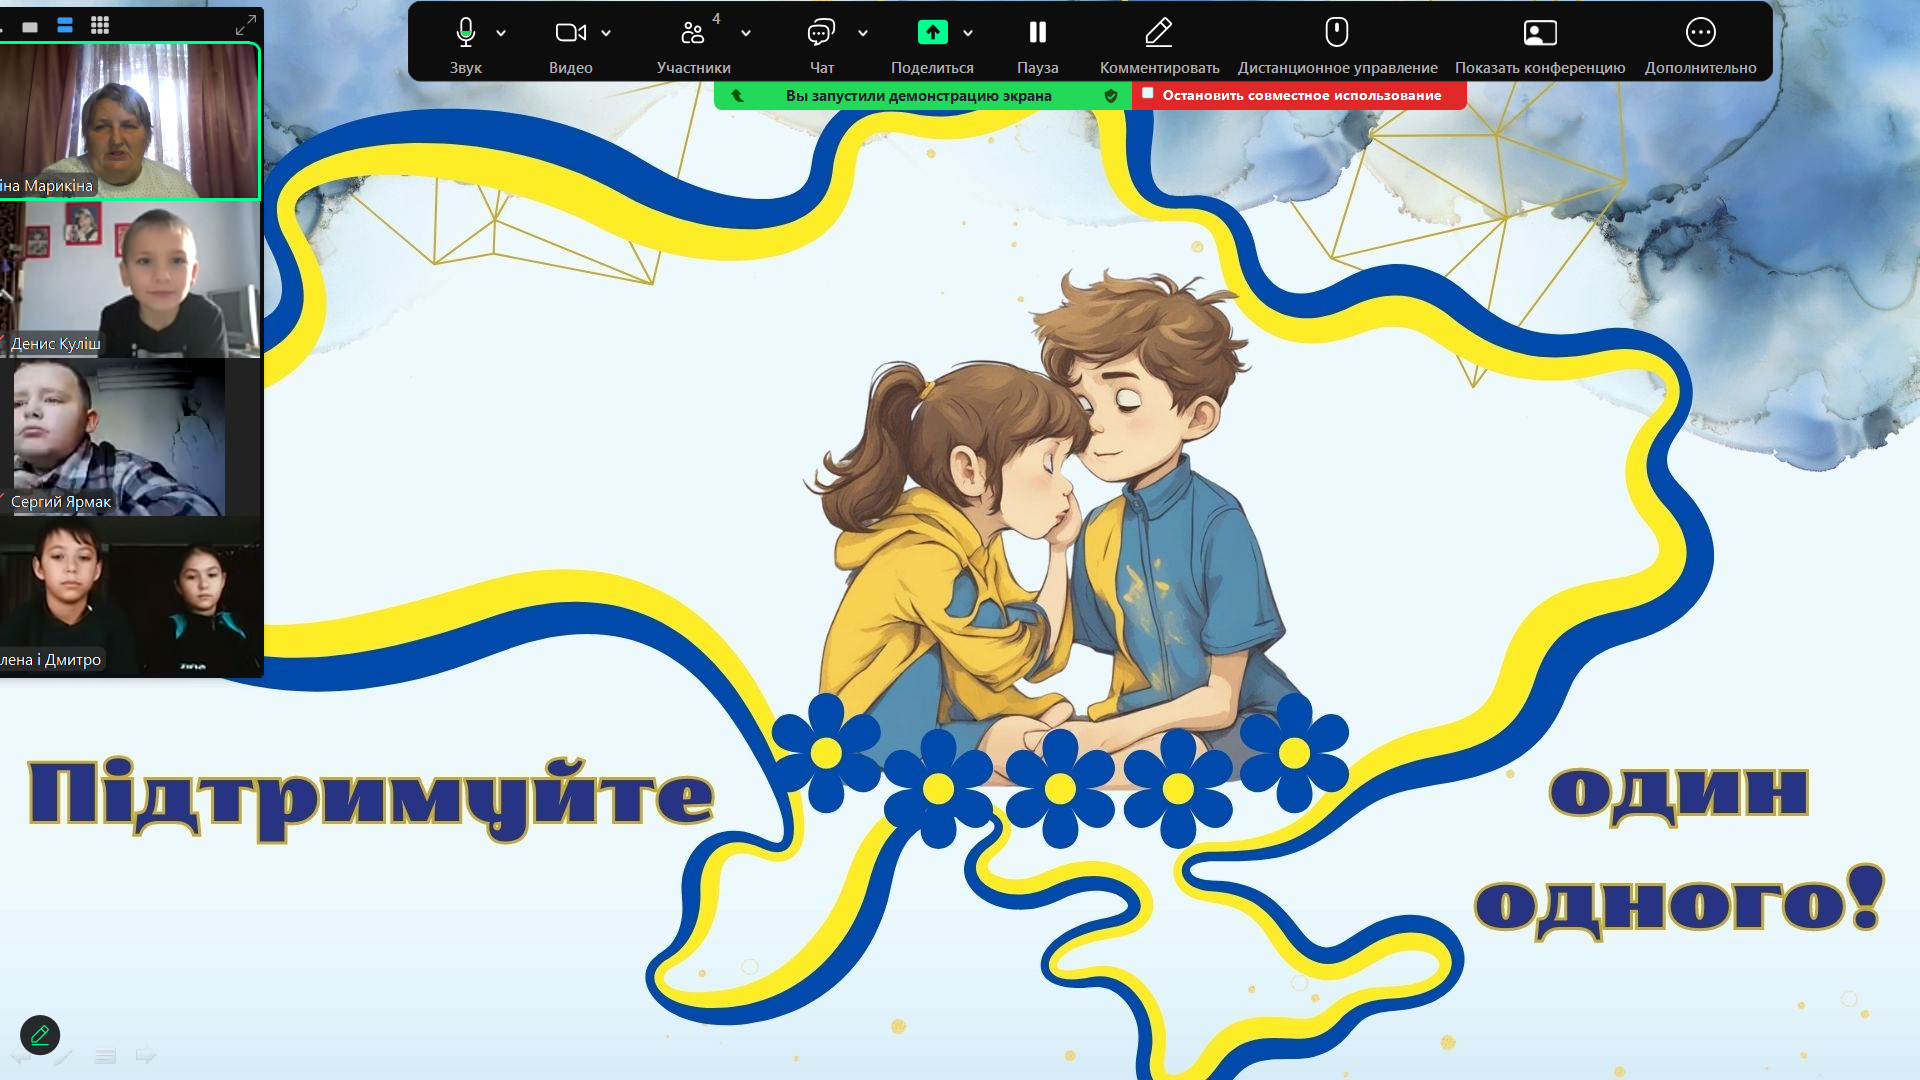 4
Звук
Видео
Участники
Чат
Поделиться
Пауза
Комментировать
Дистанционное управление
Показать конференцию
Дополнительно
Вы запустили демонстрацию экрана
Остановить совместное использование
іна Марикіна
Денис Куліш
Сергий Ярмак
лена і Дмитро
Підтримуйте
один
одного!